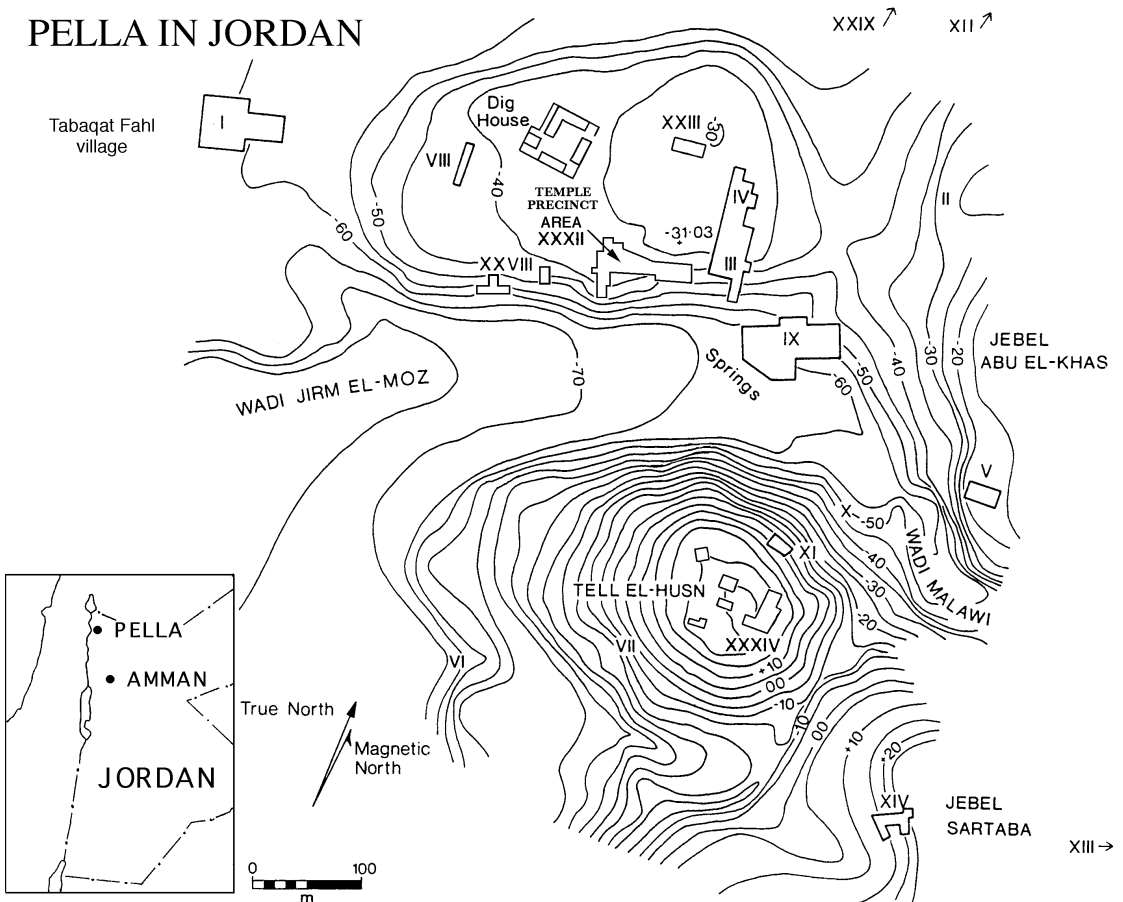 PELLA IN JORDAN
XXIX
XII
Tabaqat Fahl
village
I
Dig
House
VIII
XXIII
-30
-40
-50
-60
TEMPLE
PRECINCT
AREA
XXXII
IV
-31·03
III
II
XXVIII
IX
Springs
-60
-50
-40
-30
-20
JEBEL
ABU EL-KHAS
WADI JIRM EL-MOZ
-70
V
X
-50
-40
-30
-20
WADI MALAWI
XI
TELL EL-HUSN
VII
XXXIV
+10
00
-10
VI
-10
00
+10
+20
XIV
JEBEL
SARTABA
XIII
PELLA
AMMAN
JORDAN
True North
Magnetic
North
0
100
m